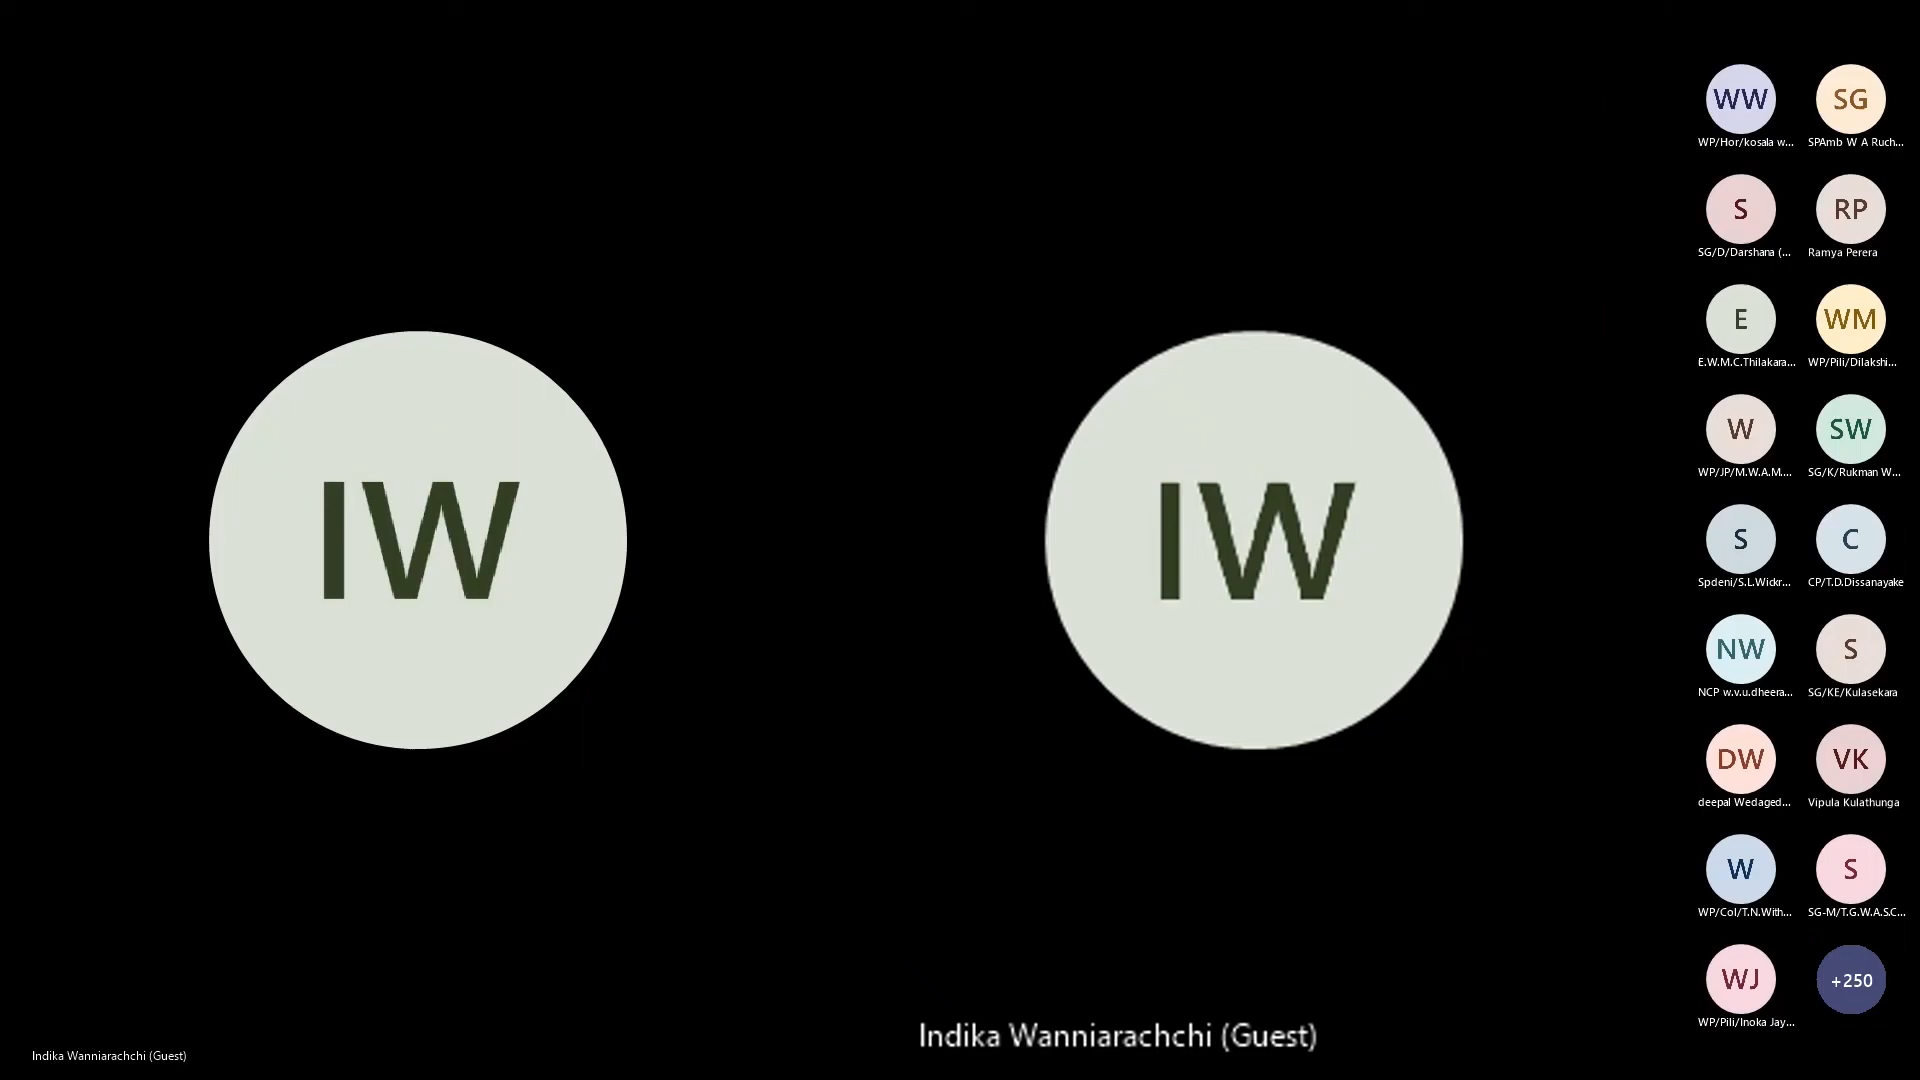 IW
Indika Wanniarachchi (Guest)
IW
Indika Wanniarachchi (Guest)
WW
WP/Hor/kosala w...
SG
SPAmb W A Ruch...
S
SG/D/Darshana (...
RP
Ramya Perera
E
E.W.M.C.Thilakara...
WM
WP/Pili/Dilakshi...
W
WP/JP/M.W.A.M....
SW
SG/K/Rukman W...
S
Spdeni/S.L.Wickr...
C
CP/T.D.Dissanayake
NW
NCP w.v.u.dheera...
S
SG/KE/Kulasekara
DW
deepal Wedaged...
VK
Vipula Kulathunga
W
WP/Col/T.N.With...
S
SG-M/T.G.W.A.S.C...
WJ
WP/Pili/Inoka Jay...
+250